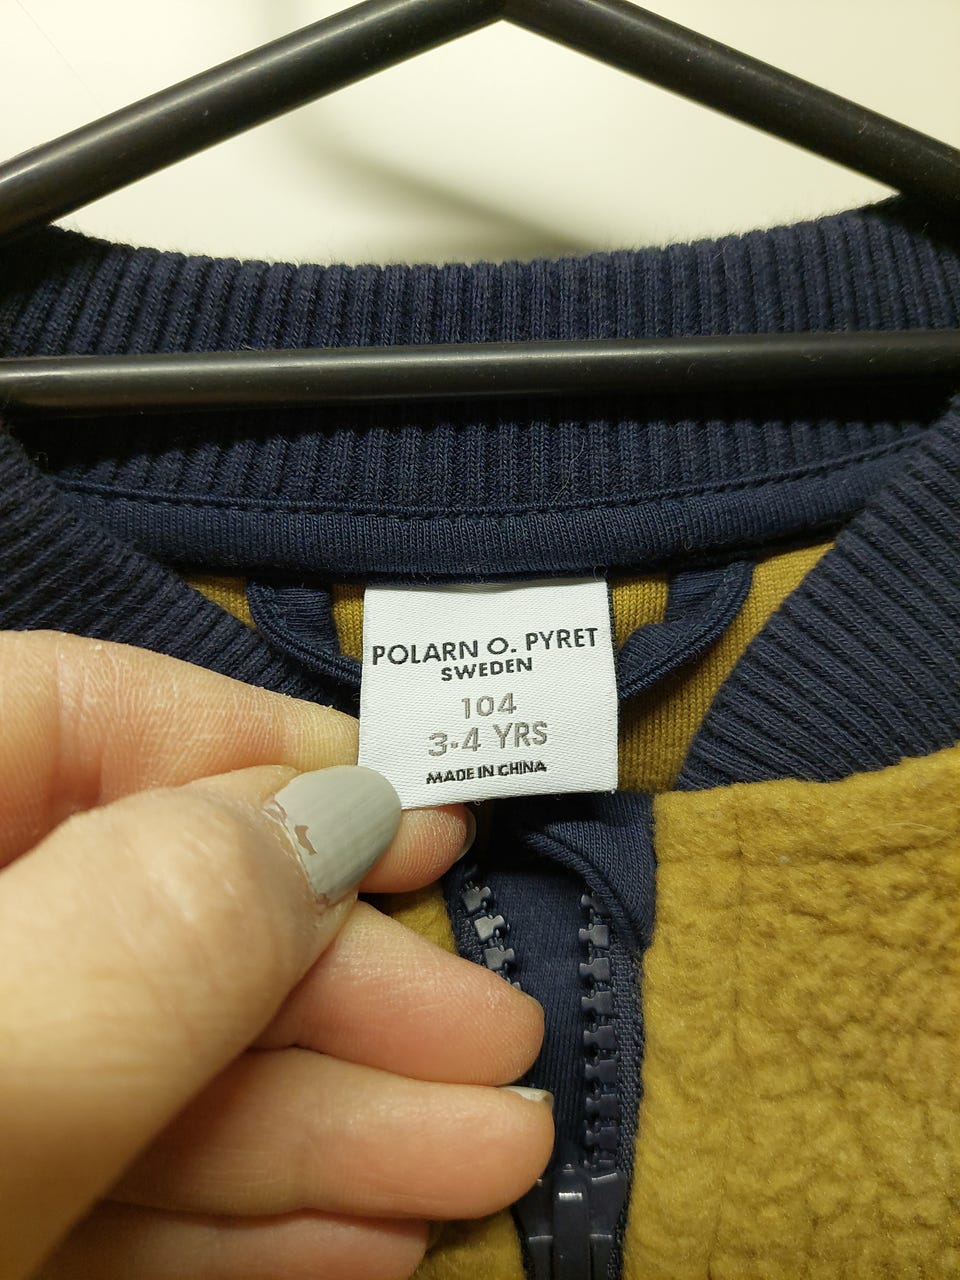 POLARN O. PYRET
SWEDEN
104
3-4 YRS
MADE IN CHINA